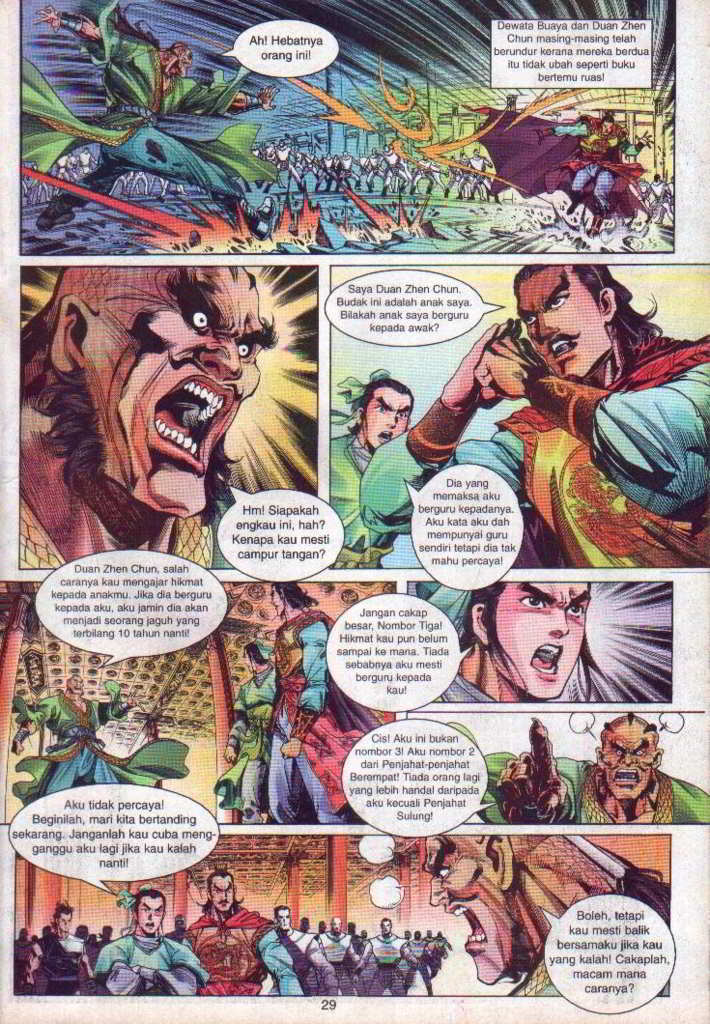 Ah! Hebatnya
orang ini!
Dewata Buaya dan Duan Zhen
Chun masing-masing telah
berundur kerana mereka berdua
itu tidak ubah seperti buku
bertemu ruas!
Hm! Siapakah
engkau ini, hah?
Kenapa kau mesti
campur tangan?
Saya Duan Zhen Chun.
Budak ini adalah anak saya.
Bilakah anak saya berguru
kepada awak?
Dia yang
memaksa aku
berguru kepadanya.
Aku kata aku dah
mempunyai guru
sendiri tetapi dia tak
mahu percaya!
Duan Zhen Chun, salah
caranya kau mengajar hikmat
kepada anakmu. Jika dia berguru
kepada aku, aku jamin dia akan
menjadi seorang jaguh yang
terbilang 10 tahun nanti!
Jangan cakap
besar, Nombor Tiga!
Hikmat kau pun belum
sampai ke mana. Tiada
sebabnya aku mesti
berguru kepada
kau!
Cis! Aku ini bukan
nombor 3! Aku nombor 2
dari Penjahat-penjahat
Berempat! Tiada orang lagi
yang lebih handal daripada
aku kecuali Penjahat
Sulung!
Aku tidak percaya!
Beginilah, mari kita bertanding
sekarang. Janganlah kau cuba meng-
ganggu aku lagi jika kau kalah
nanti!
Boleh, tetapi
kau mesti balik
bersamaku jika kau
yang kalah! Cakaplah,
macam mana
caranya?
29